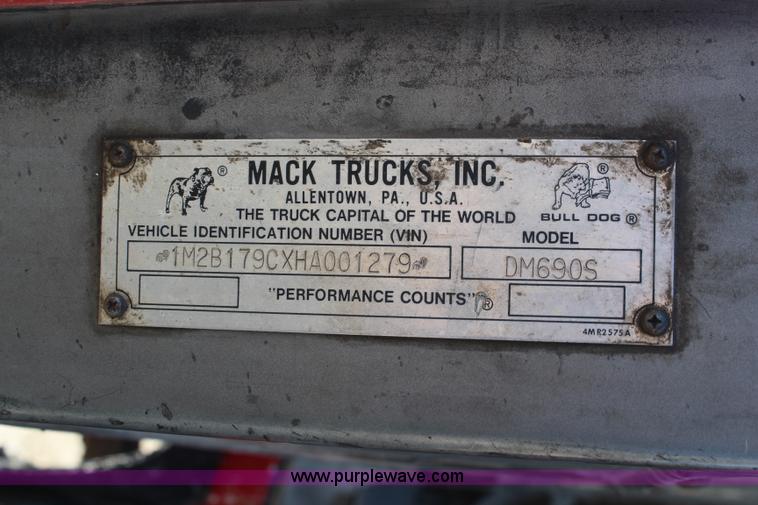 MACK TRUCKS, INC.
ALLENTOWN, PA., U.S.A.
THE TRUCK CAPITAL OF THE WORLD
BULL DOG ®
VEHICLE IDENTIFICATION NUMBER (VIN)
MODEL
1M2B179CXHA001279
DM690S
"PERFORMANCE COUNTS" ®
4MR2575A
www.purplewave.com